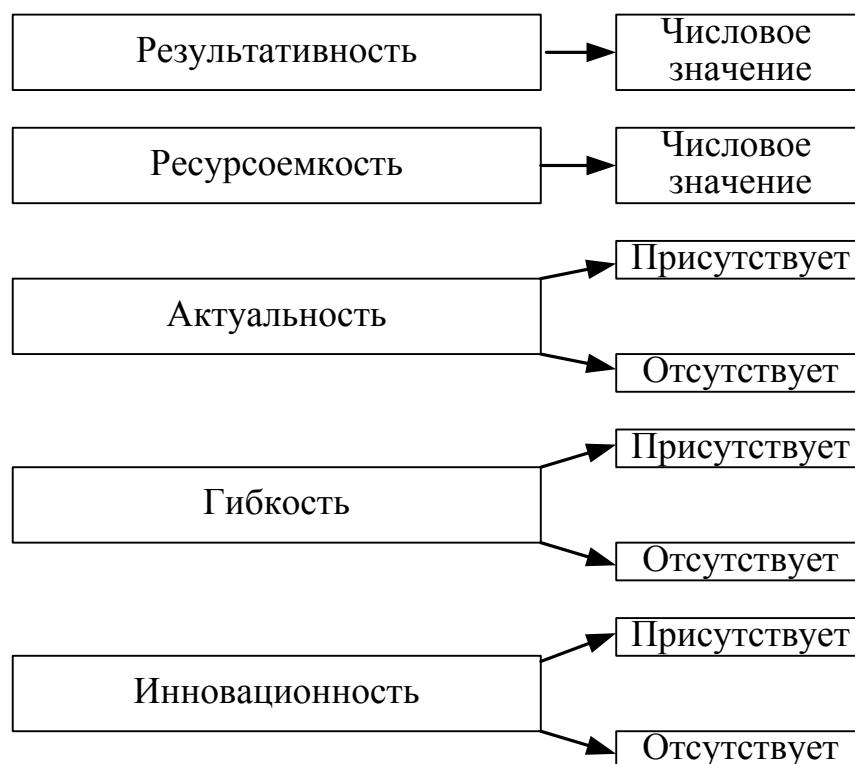 Результативность
Числовое
значение
Ресурсоемкость
Числовое
значение
Присутствует
Актуальность
Отсутствует
Присутствует
Гибкость
Отсутствует
Присутствует
Инновационность
Отсутствует